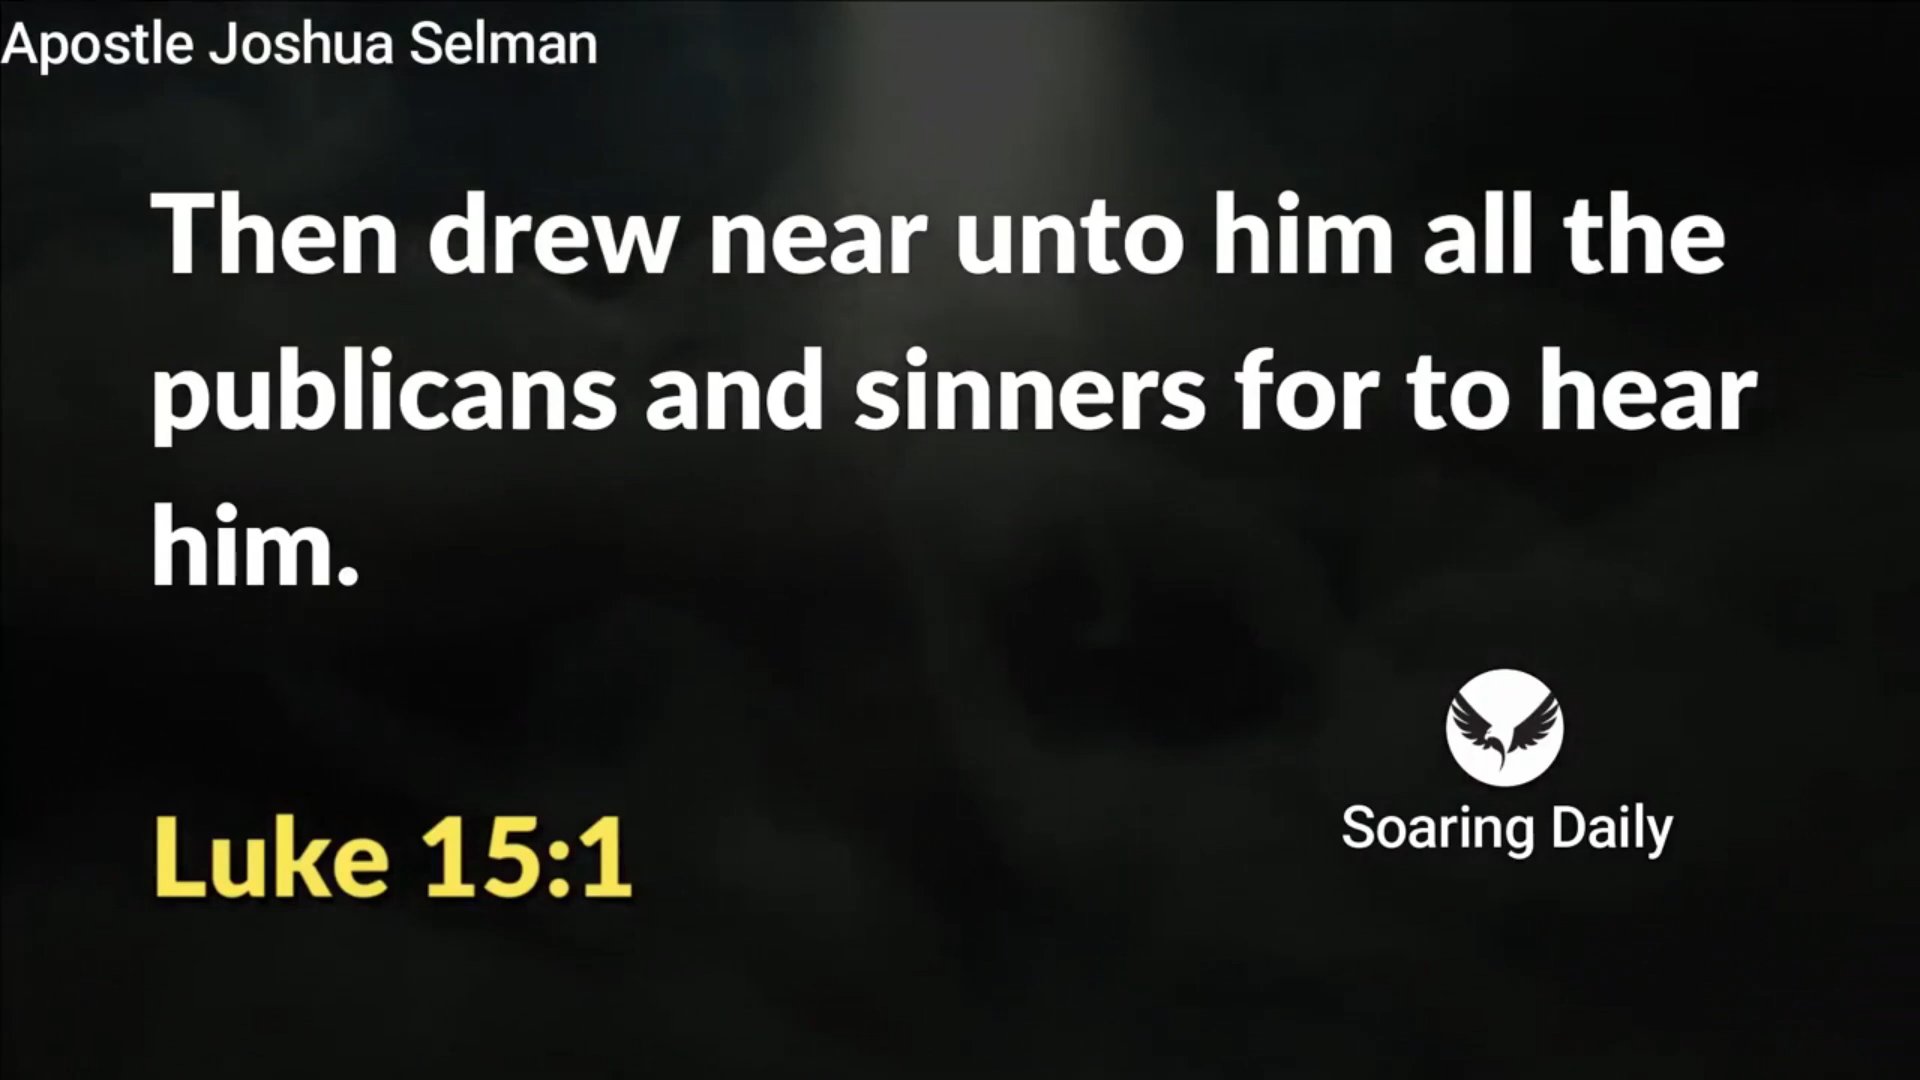 Apostle Joshua Selman
Then drew near unto him all the
publicans and sinners for to hear
him.
Luke 15:1
Soaring Daily